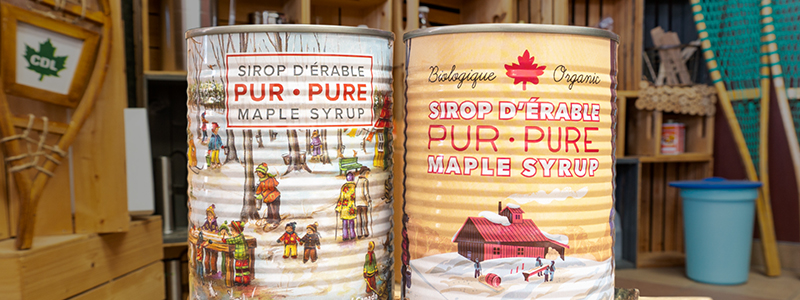 CDL
SIROP D'ÉRABLE
PUR • PURE
MAPLE SYRUP
Biologique Organic
SIROP D'ÉRABLE
PUR • PURE
MAPLE SYRUP